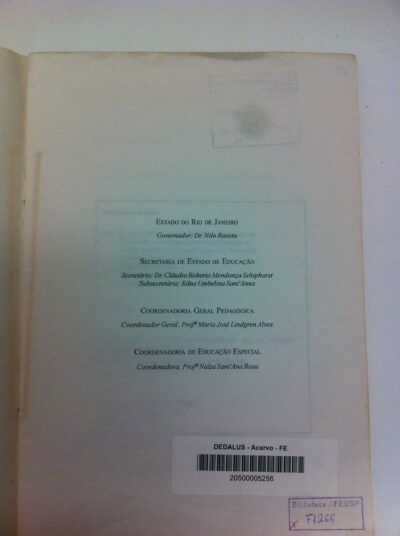 ESTADO DO RIO DE JANEIRO
Governador: Dr. Nilo Batista
SECRETARIA DE ESTADO DE EDUCAÇÃO
Secretário: Dr. Cláudio Roberto Mendonça Schiphorst
Subsecretária: Edna Umbelina Sant'Anna
COORDENADORIA GERAL PEDAGÓGICA
Coordenador Geral: Profª Maria José Lindgren Alves
COORDENADORIA DE EDUCAÇÃO ESPECIAL
Coordenadora: Profª Nalza Sant'Ana Rosa
DEDALUS - Acervo - FE
20500005256
Biblioteca / FEUSP
F1266